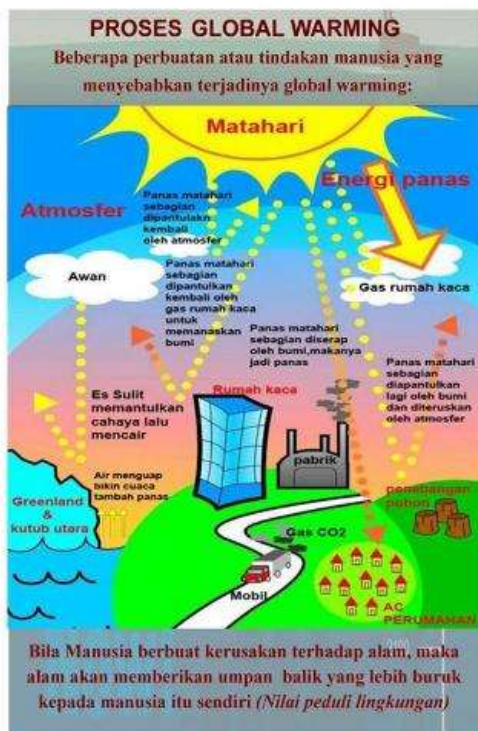 PROSES GLOBAL WARMING
Beberapa perbuatan atau tindakan manusia yang
menyebabkan terjadinya global warming:
Matahari
Energi panas
Atmosfer
Panas matahari
sebagian
dipantulakn
kembali
oleh atmosfer
Awan
Gas rumah kaca
Panas matahari
sebagian
dipantulkan
kembali oleh
gas rumah kaca
untuk
memanaskan
bumi
Panas matahari
sebagian diserap
oleh bumi,makanya
jadi panas
Panas matahari
sebagian
diapantulkan
lagi oleh bumi
dan diteruskan
oleh atmosfer
Es Sulit
memantulkan
cahaya lalu
mencair
Rumah kaca
pabrik
Air menguap
bikin cuaca
tambah panas
Greenland
&
kutub utara
penebangan
pohon
Gas CO2
Mobil
AC
PERUMAHAN
Bila Manusia berbuat kerusakan terhadap alam, maka
alam akan memberikan umpan balik yang lebih buruk
kepada manusia itu sendiri (Nilai peduli lingkungan)